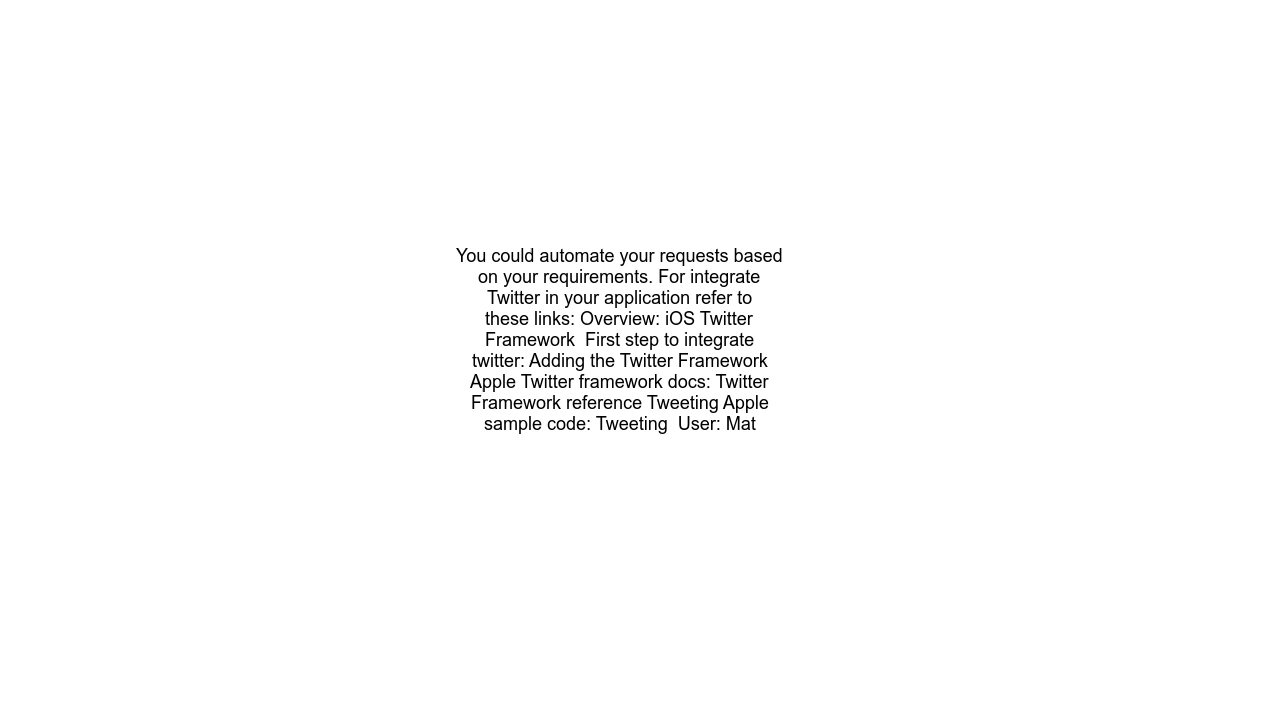 You could automate your requests based
on your requirements. For integrate
Twitter in your application refer to
these links: Overview: iOS Twitter
Framework  First step to integrate
twitter: Adding the Twitter Framework
Apple Twitter framework docs: Twitter
Framework reference Tweeting Apple
sample code: Tweeting  User: Mat